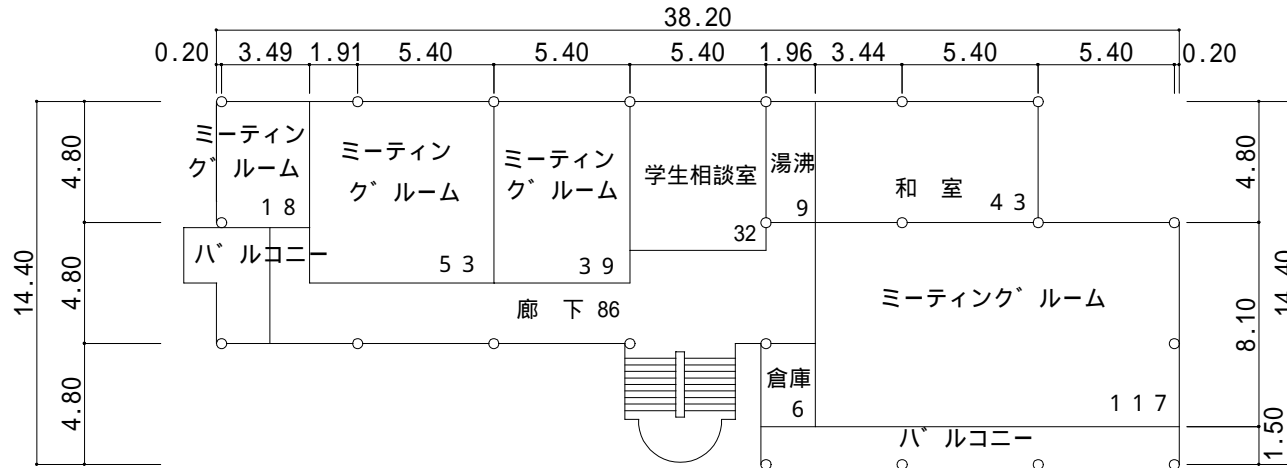 38.20
0.20 3.49 1.91 5.40 5.40 5.40 1.96 3.44 5.40 5.40 0.20
14.40
4.80
4.80
4.80
ミーティン
グ ルーム
18
ミーティン
グ ルーム
53
ミーティン
グ ルーム
39
学生相談室
32
湯沸
9
和 室
43
バ ルコニー
廊 下 86
ミーティング ルーム
117
倉庫
6
バ ルコニー
4.80
8.10
1.50
14.40